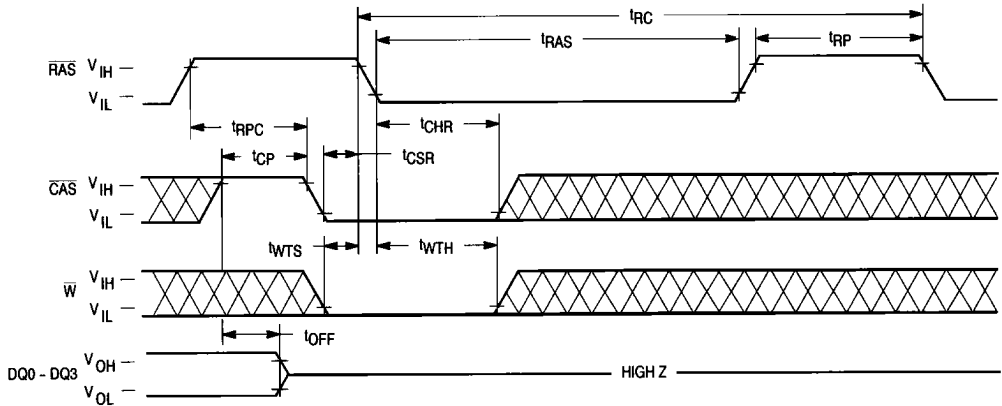 tRC
tRAS
tRP
RAS VIH
VIL
tRPC
tCHR
tCP
tCSR
CAS VIH
VIL
tWTS
tWTH
W VIH
VIL
tOFF
VOH
DQ0 - DQ3
HIGH Z
VOL